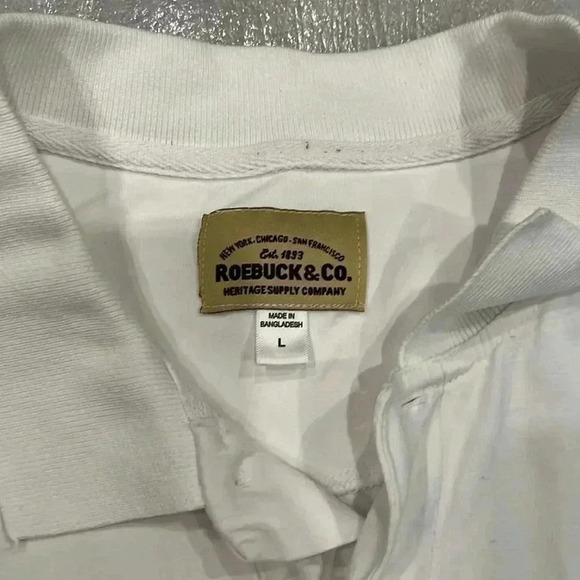 NEW YORK. CHICAGO - SAN FRANCISCO
Est. 1893
ROEBUCK & CO.
HERITAGE SUPPLY COMPANY
MADE IN
BANGLADESH
L